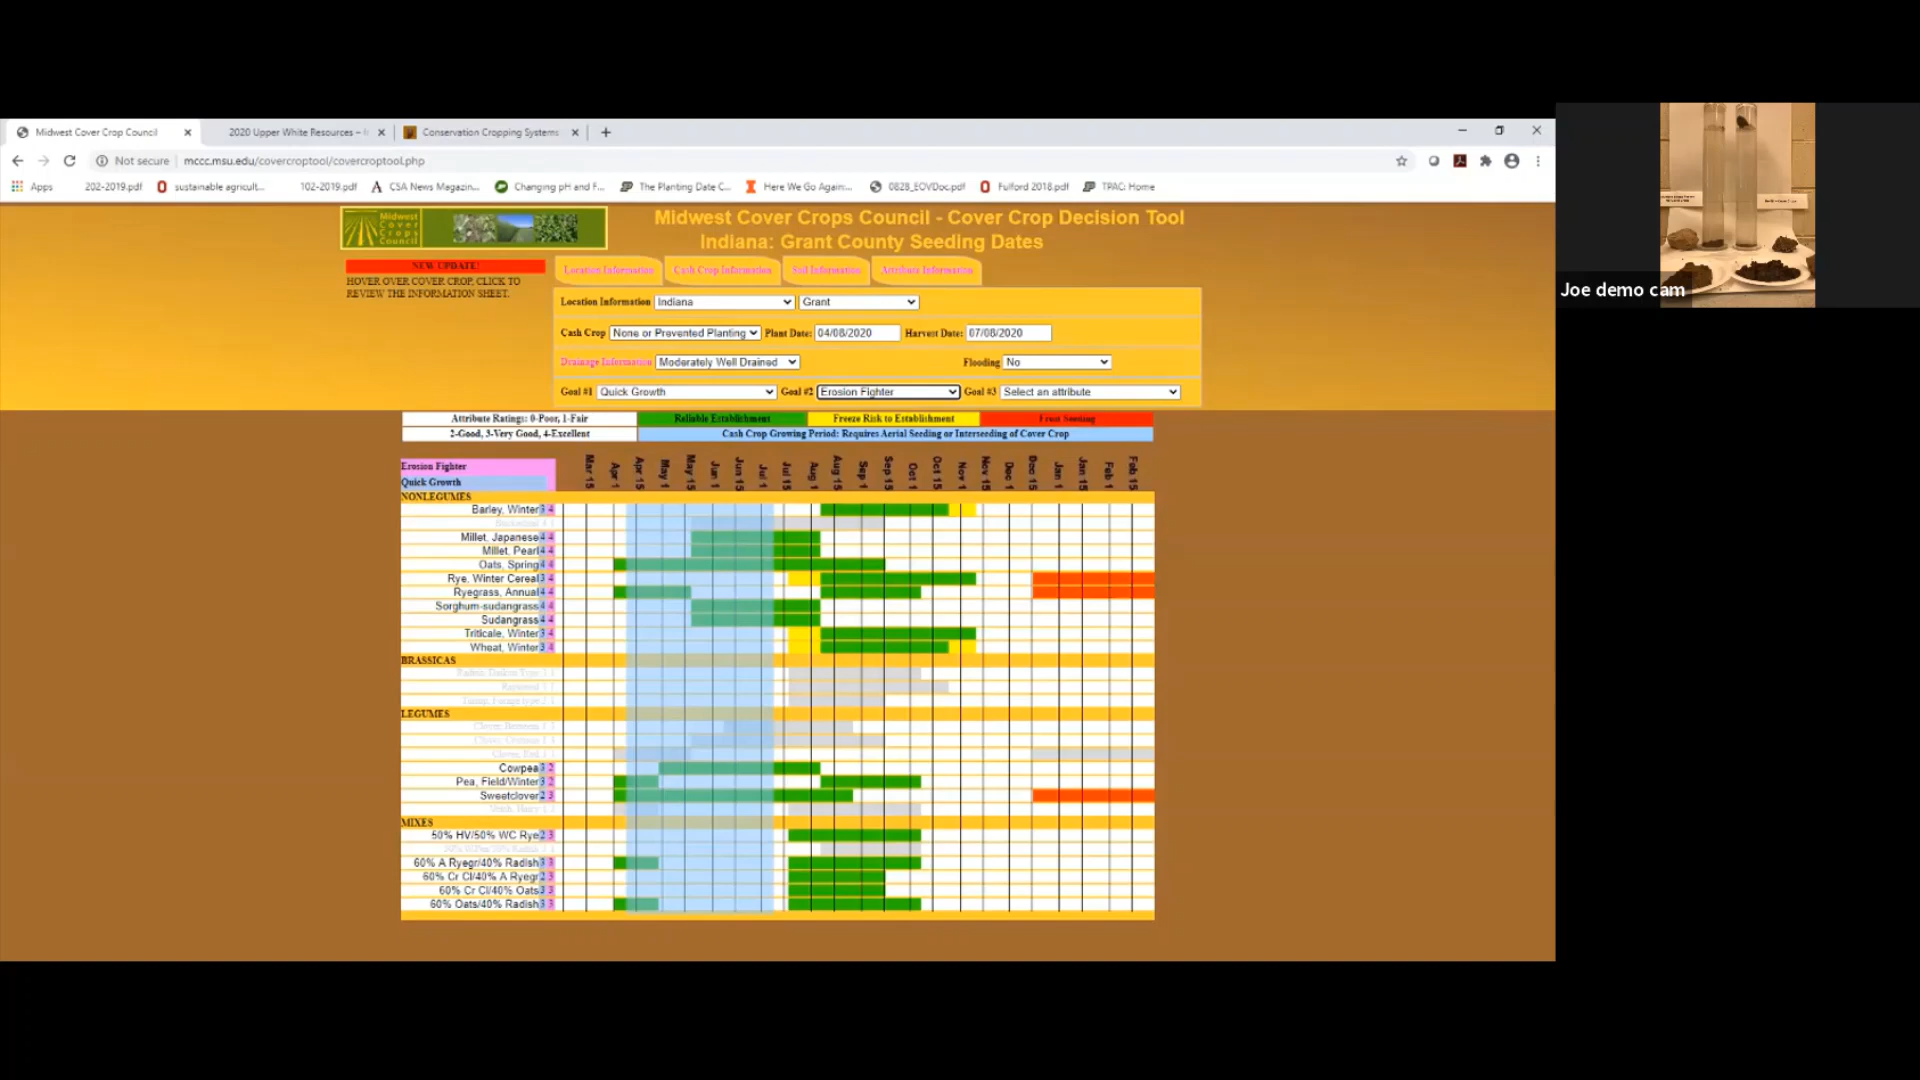 Midwest Cover Crop Council
2020 Upper White Resources –
Conservation Cropping Systems
Not secure mccc.msu.edu/covercroptool/covercroptool.php
Apps 202-2019.pdf sustainable agricult... 102-2019.pdf CSA News Magazin... Changing pH and F... The Planting Date C... Here We Go Again:... 0828_EOVDoc.pdf Fulford 2018.pdf TPAC: Home
Midwest Cover Crops Council
Midwest Cover Crops Council - Cover Crop Decision Tool
Indiana: Grant County Seeding Dates
NEW UPDATE!
HOVER OVER COVER CROP, CLICK TO
REVIEW THE INFORMATION SHEET.
Location Information Cash Crop Information Soil Information Attribute Information
Location Information Indiana Grant
Cash Crop None or Prevented Planting Plant Date: 04/08/2020 Harvest Date: 07/08/2020
Drainage Information Moderately Well Drained Flooding No
Goal #1 Quick Growth Goal #2 Erosion Fighter Goal #3 Select an attribute
Attribute Ratings: 0-Poor, 1-Fair Reliable Establishment Freeze Risk to Establishment Frost Seeding
2-Good, 3-Very Good, 4-Excellent Cash Crop Growing Period: Requires Aerial Seeding or Interseeding of Cover Crop
Erosion Fighter
Quick Growth
Mar 15 Apr 1 Apr 15 May 1 May 15 Jun 1 Jun 15 Jul 1 Jul 15 Aug 1 Aug 15 Sep 1 Sep 15 Oct 1 Oct 15 Nov 1 Nov 15 Dec 1 Dec 15 Jan 1 Jan 15 Feb 1 Feb 15
NONLEGUMES
Barley, Winter 3 4
Millet, Japanese 4 4
Millet, Pearl 4 4
Oats, Spring 4 4
Rye, Winter Cereal 3 4
Ryegrass, Annual 4 4
Sorghum-sudangrass 4 4
Sudangrass 4 4
Triticale, Winter 3 4
Wheat, Winter 3 4
BRASSICAS
LEGUMES
Cowpea 3 2
Pea, Field/Winter 3 2
Sweetclover 2 3
MIXES
50% HV/50% WC Rye 2 3
60% A Ryegr/40% Radish 3 3
60% Cr Cl/40% A Ryegr 2 3
60% Cr Cl/40% Oats 3 3
60% Oats/40% Radish 3 3
Joe demo cam